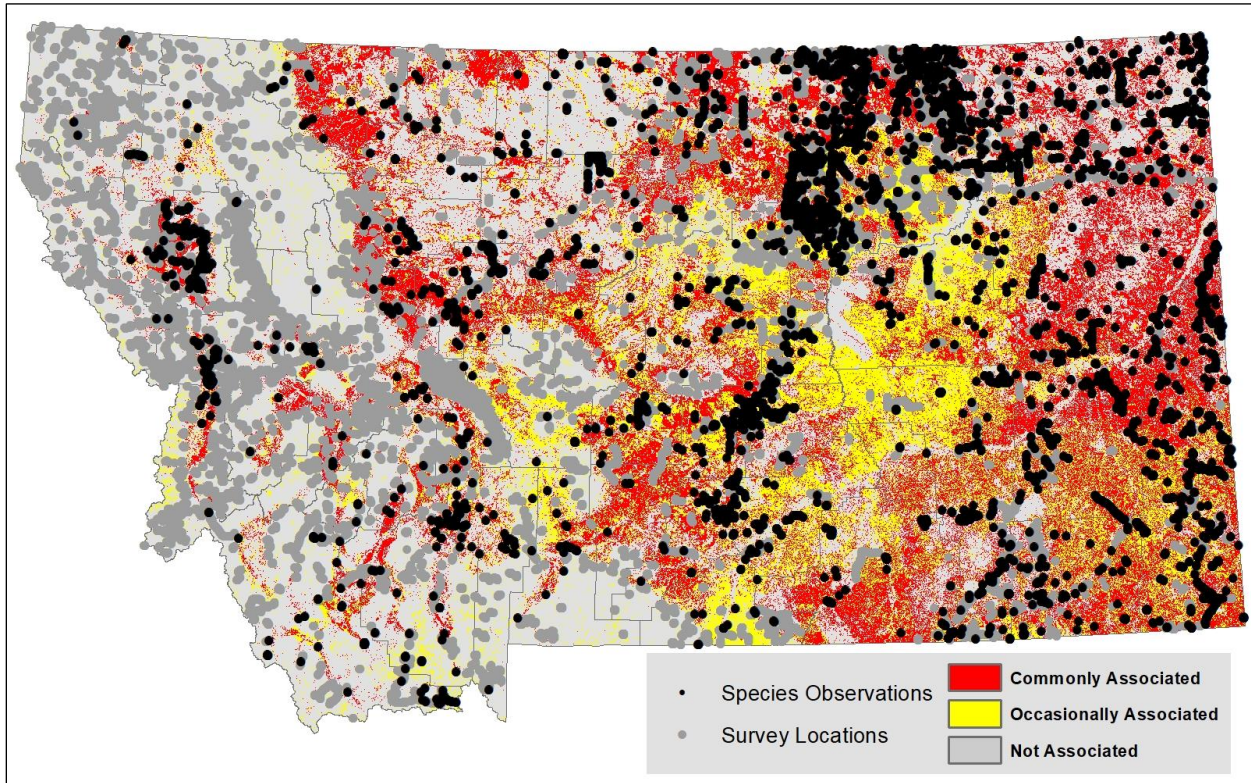 Species Observations
Survey Locations
Commonly Associated
Occasionally Associated
Not Associated